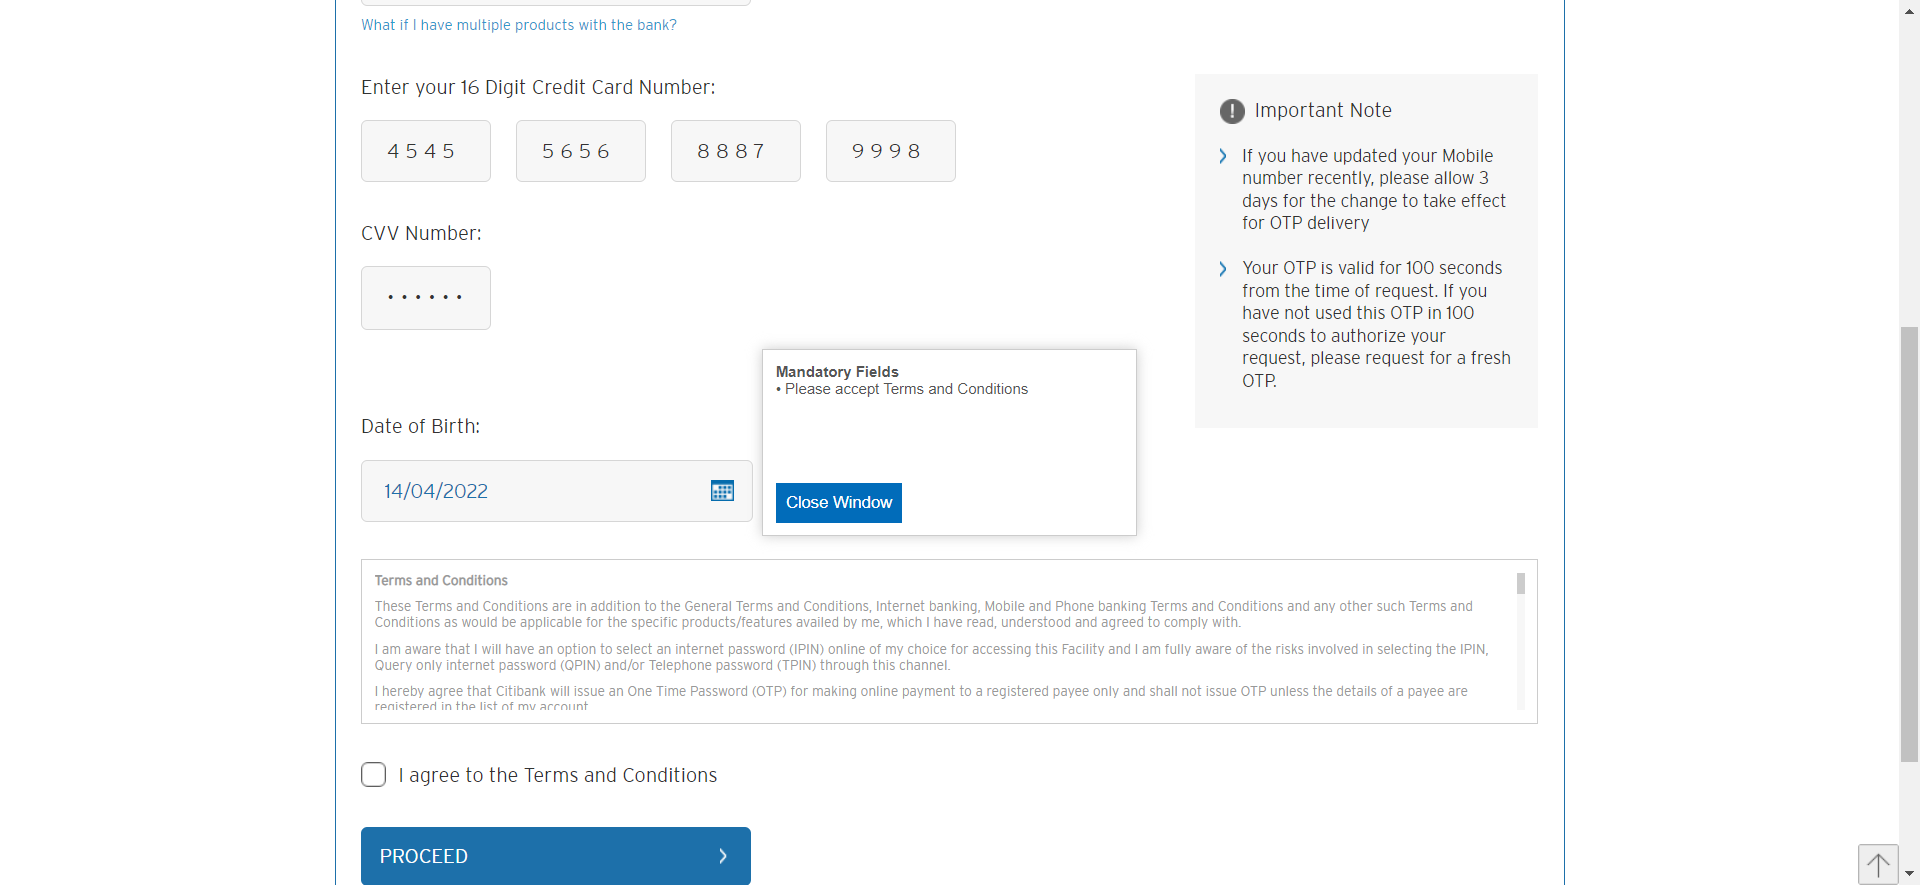 What if I have multiple products with the bank?
Enter your 16 Digit Credit Card Number:
4545 5656 8887 9998
CVV Number:
••••••
Date of Birth:
14/04/2022
Mandatory Fields
• Please accept Terms and Conditions
Close Window
Important Note
If you have updated your Mobile
number recently, please allow 3
days for the change to take effect
for OTP delivery
Your OTP is valid for 100 seconds
from the time of request. If you
have not used this OTP in 100
seconds to authorize your
request, please request for a fresh
OTP.
Terms and Conditions
These Terms and Conditions are in addition to the General Terms and Conditions, Internet banking, Mobile and Phone banking Terms and Conditions and any other such Terms and
Conditions as would be applicable for the specific products/features availed by me, which I have read, understood and agreed to comply with.
I am aware that I will have an option to select an internet password (IPIN) online of my choice for accessing this Facility and I am fully aware of the risks involved in selecting the IPIN,
Query only internet password (QPIN) and/or Telephone password (TPIN) through this channel.
I hereby agree that Citibank will issue an One Time Password (OTP) for making online payment to a registered payee only and shall not issue OTP unless the details of a payee are
registered in the list of my account.
I agree to the Terms and Conditions
PROCEED